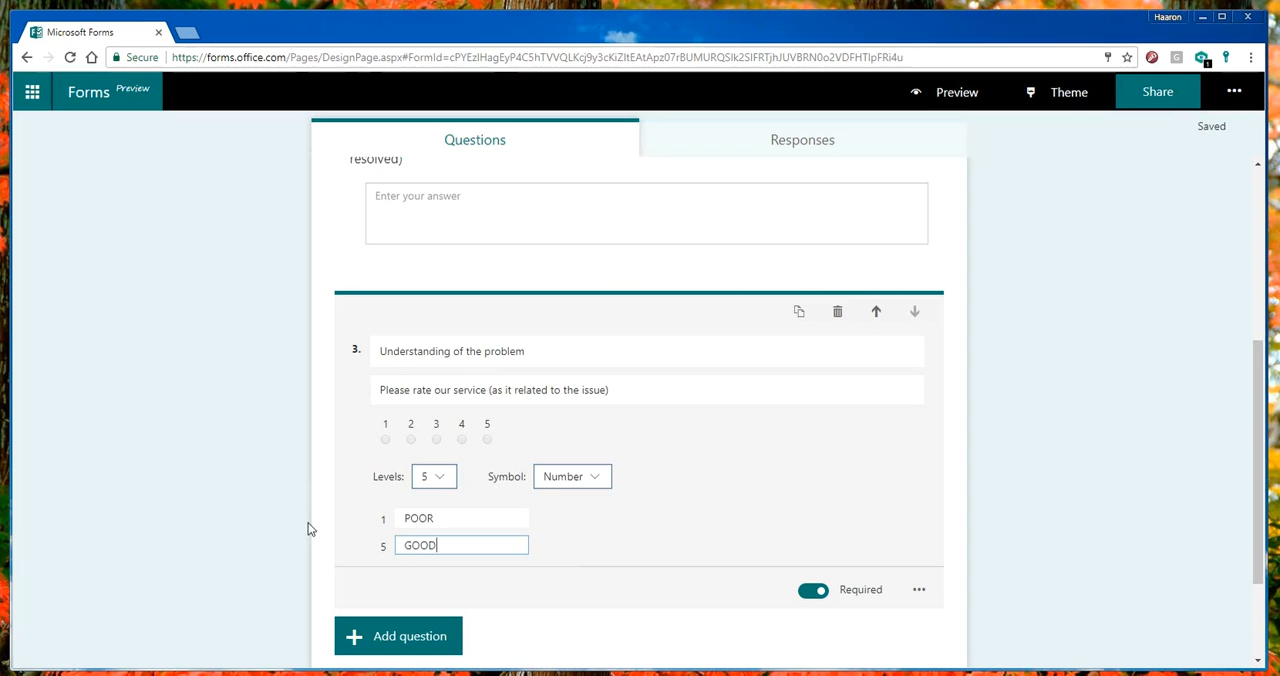 Haaron
Microsoft Forms
Secure https://forms.office.com/Pages/DesignPage.aspx#FormId=cPYEzIHagEyP4C5hTVVQLKcj9y3cKiZItEAtApz07rBUMURQSlk2SlFRTjhJUVBRN0o2VDFHTlpFRi4u
Forms Preview
Preview Theme Share
Saved
Questions Responses
resolved)
Enter your answer
3. Understanding of the problem
Please rate our service (as it related to the issue)
1 2 3 4 5
Levels: 5 Symbol: Number
1 POOR
5 GOOD
Required
Add question